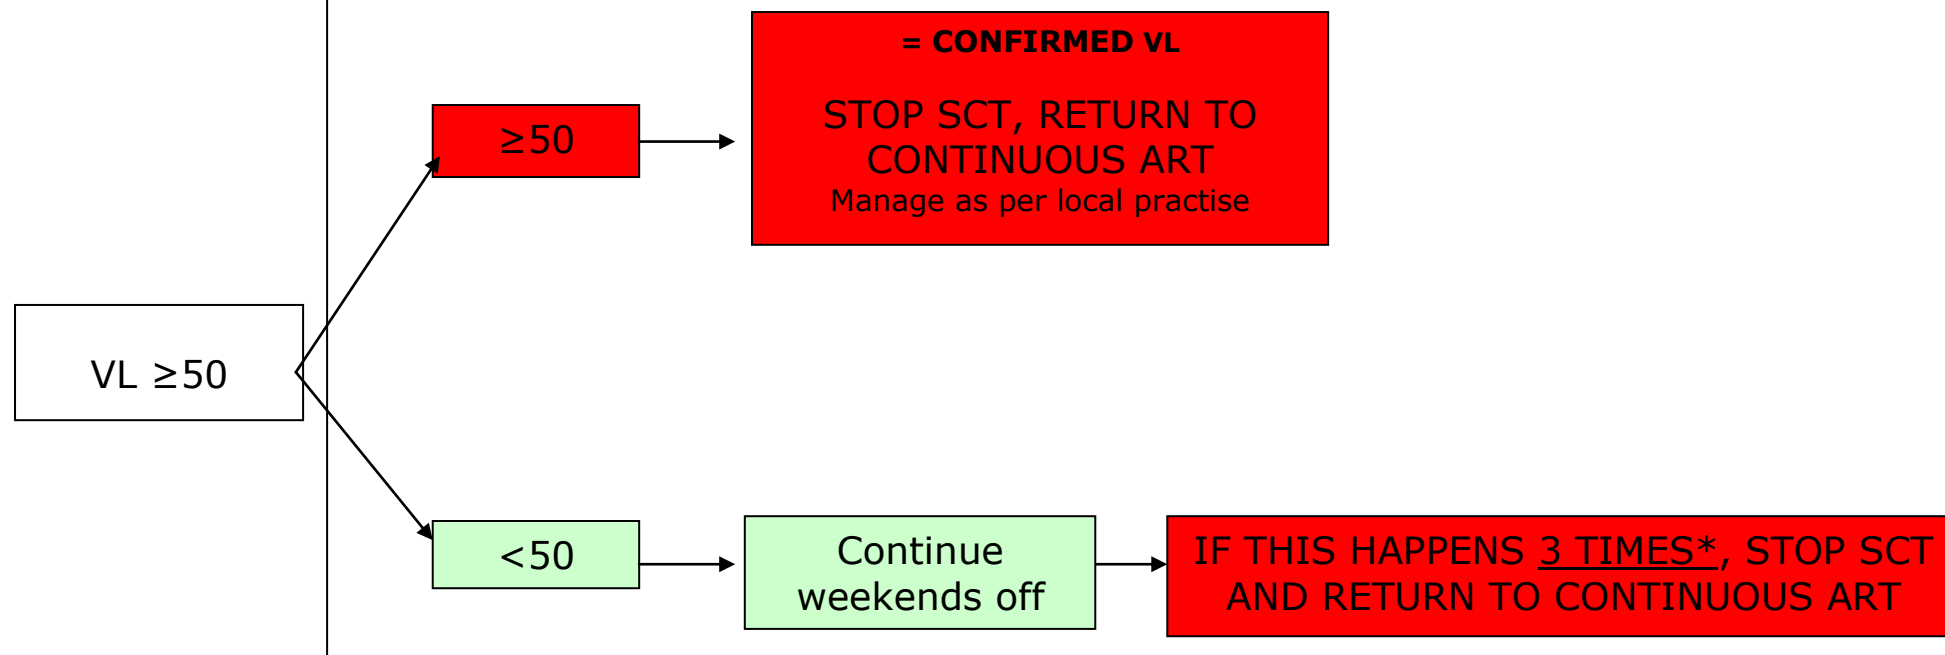 = CONFIRMED VL
STOP SCT, RETURN TO
CONTINUOUS ART
Manage as per local practise
≥50
VL ≥50
<50
Continue
weekends off
IF THIS HAPPENS 3 TIMES*, STOP SCT
AND RETURN TO CONTINUOUS ART